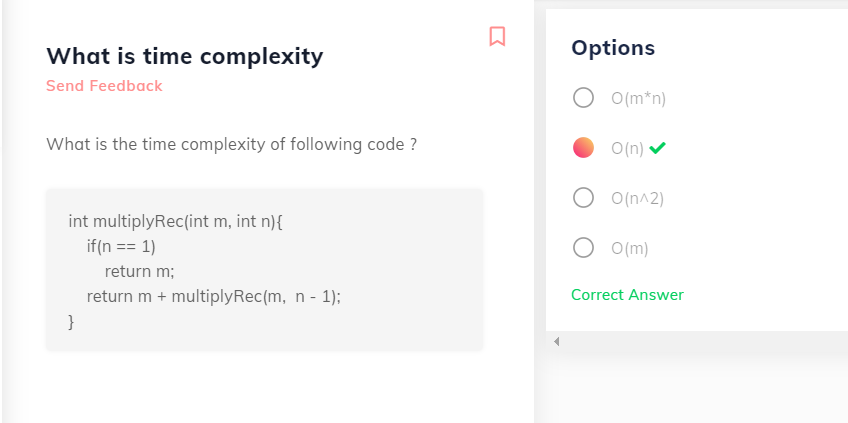 What is time complexity
Send Feedback
What is the time complexity of following code ?
int multiplyRec(int m, int n){
if(n == 1)
return m;
return m + multiplyRec(m, n - 1);
}
Options
O(m*n)
O(n)
O(n^2)
O(m)
Correct Answer